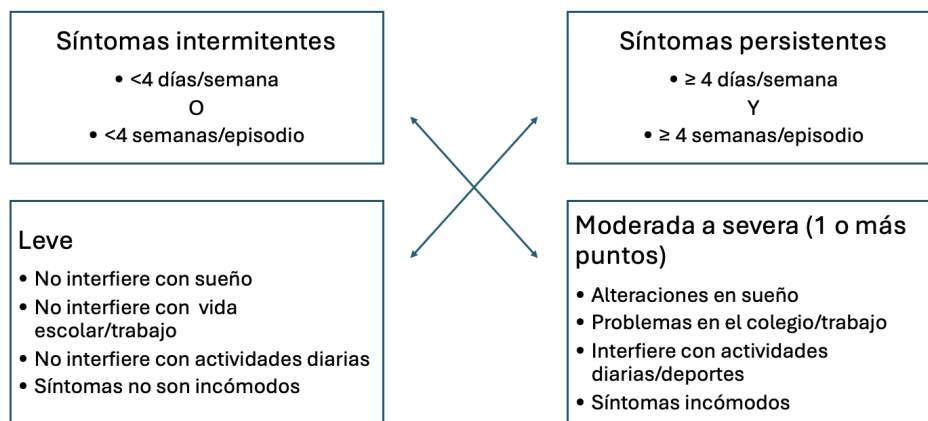 Síntomas intermitentes
• <4 días/semana
O
• <4 semanas/episodio
Síntomas persistentes
• ≥ 4 días/semana
Y
• ≥ 4 semanas/episodio
Leve
• No interfiere con sueño
• No interfiere con vida
escolar/trabajo
• No interfiere con actividades diarias
• Síntomas no son incómodos
Moderada a severa (1 o más
puntos)
• Alteraciones en sueño
• Problemas en el colegio/trabajo
• Interfiere con actividades
diarias/deportes
• Síntomas incómodos